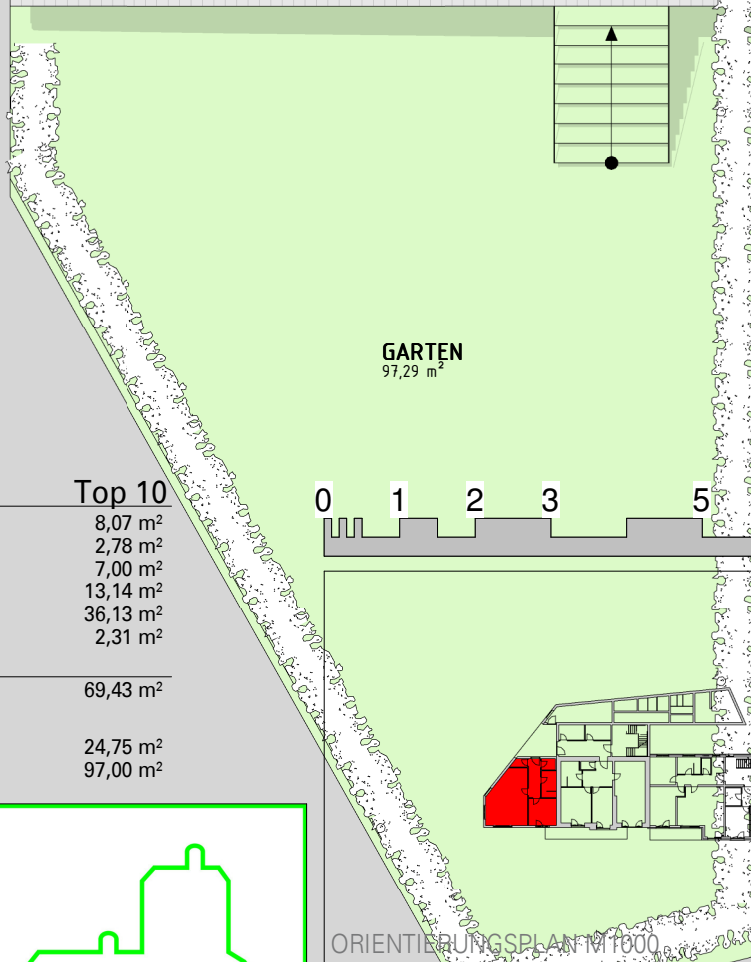 GARTEN
97,29 m²
0 1 2 3 5
Top 10
8,07 m²
2,78 m²
7,00 m²
13,14 m²
36,13 m²
2,31 m²
69,43 m²
24,75 m²
97,00 m²
ORIENTIERUNGSPLAN M1000